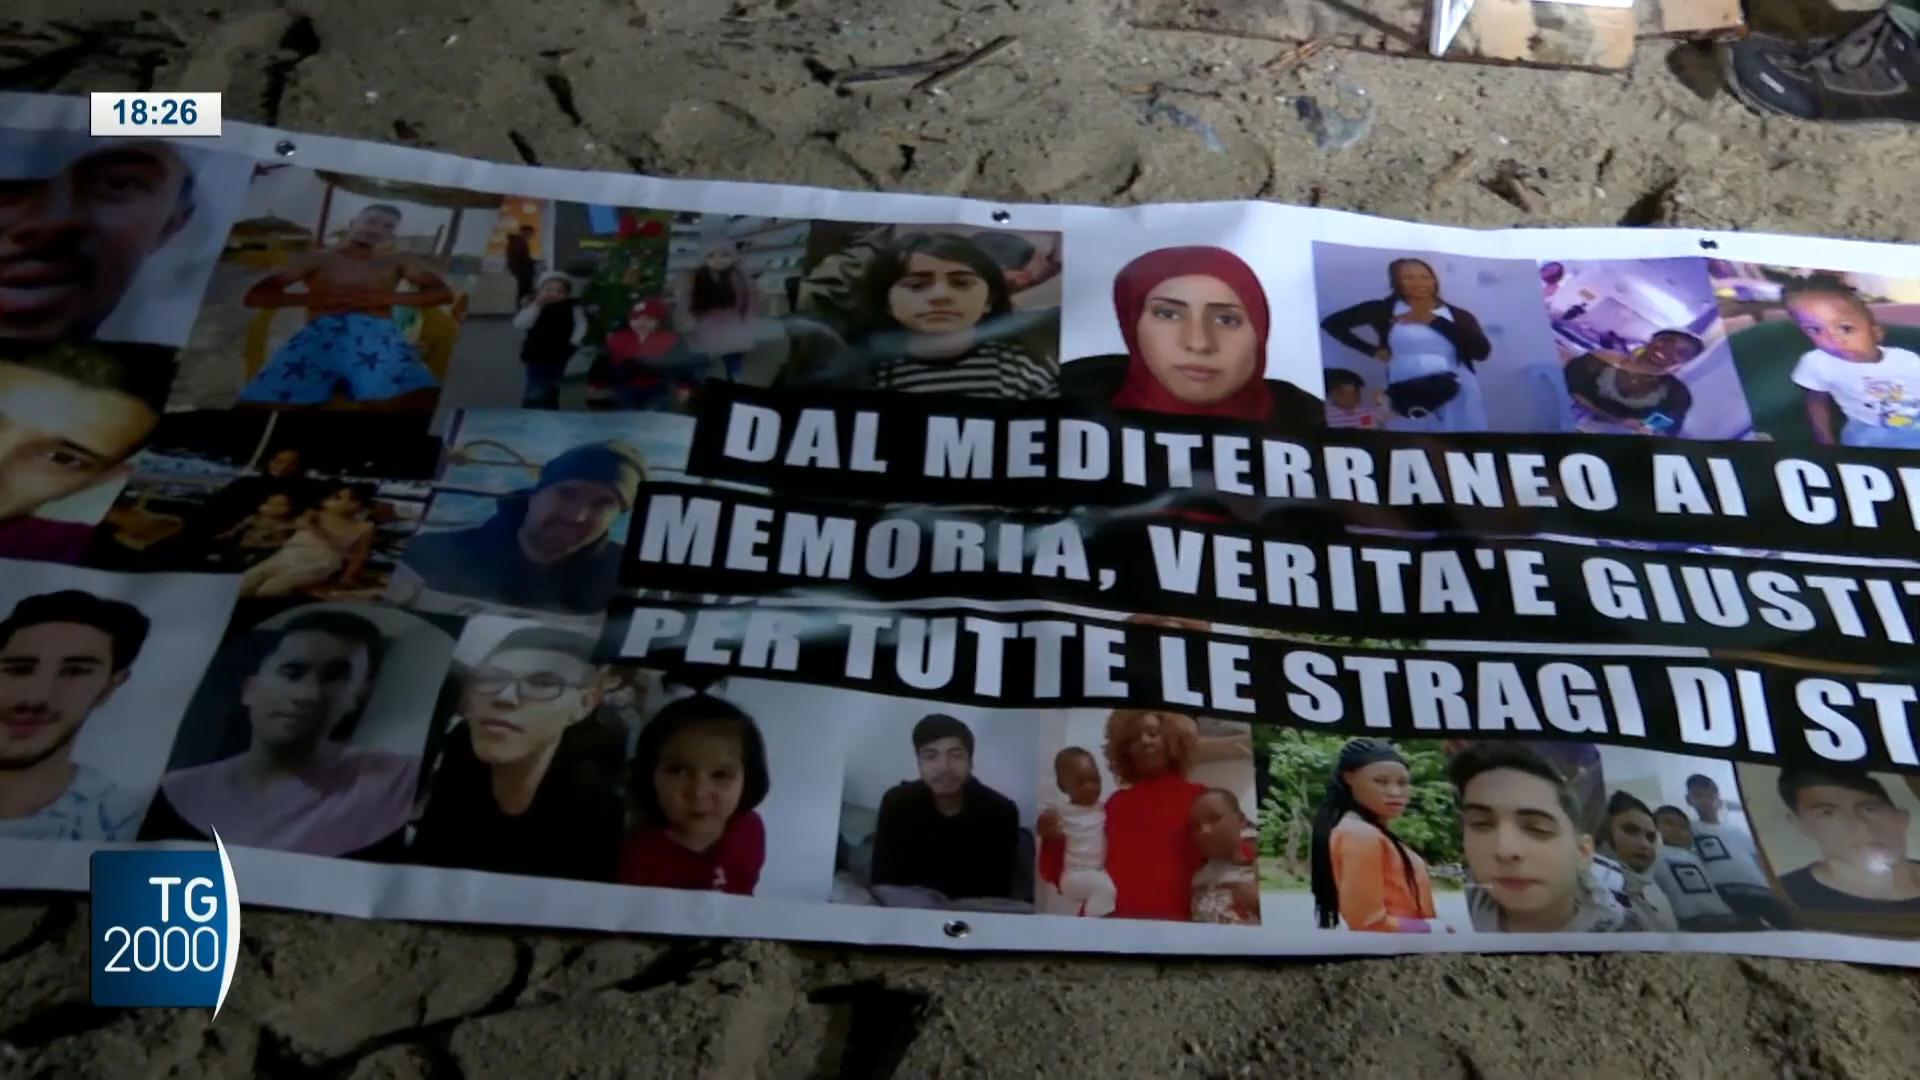 18:26
DAL MEDITERRANEO AI CP
MEMORIA, VERITA'E GIUSTI
PER TUTTE LE STRAGI DI ST
TG
2000